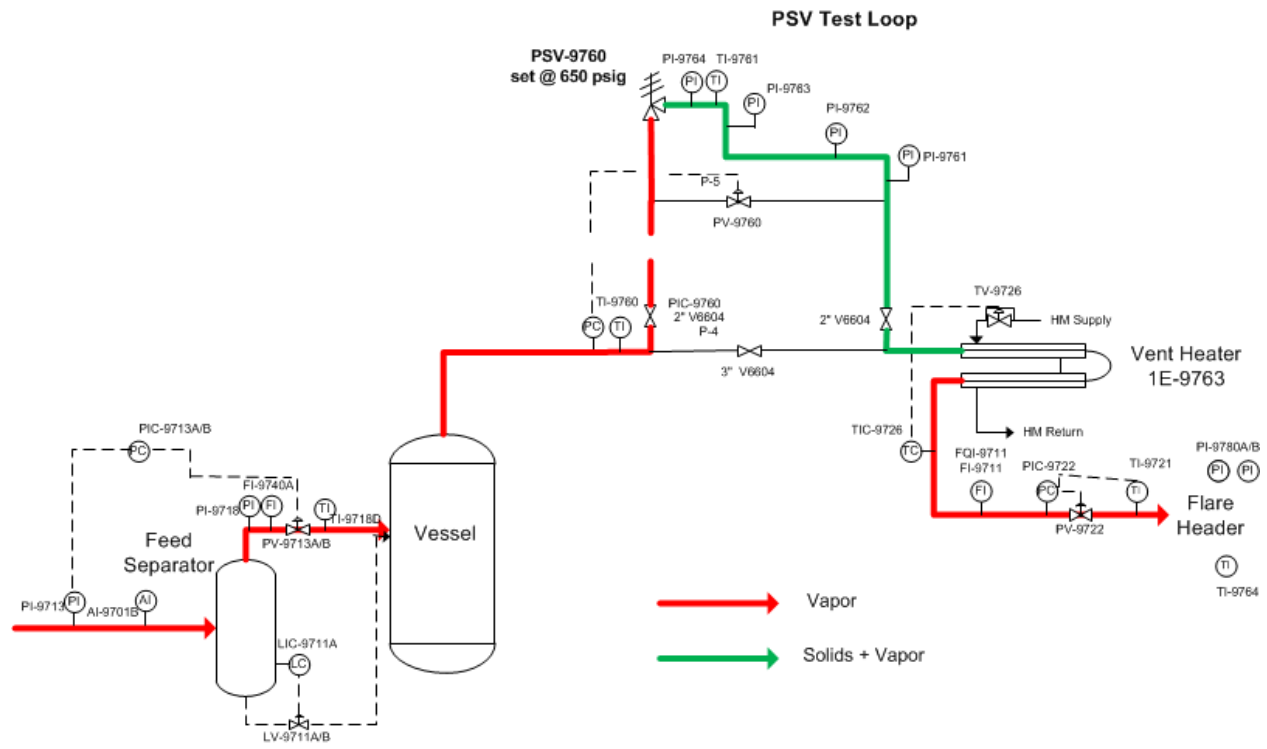 PSV Test Loop
PSV-9760
set @ 650 psig
PI-9764
TI-9761
PI
TI
PI-9763
PI
PI-9762
PI
PI
PI-9761
P-5
PV-9760
TI-9760
PIC-9760
2" V6604
P-4
PC
TI
2" V6604
3" V6604
TV-9726
HM Supply
Vent Heater
1E-9763
HM Return
TIC-9726
TC
PIC-9713A/B
PC
FQI-9711
FI-9711
FI
PIC-9722
PC
TI-9721
TI
PV-9722
PI-9780A/B
PI
PI
Flare
Header
TI
TI-9764
FI-9740A
PI-9718
PI
FI
TI
TI-9718D
PV-9713A/B
Vessel
Feed
Separator
PI-9713
PI
AI-9701B
AI
LIC-9711A
LC
LV-9711A/B
Vapor
Solids + Vapor